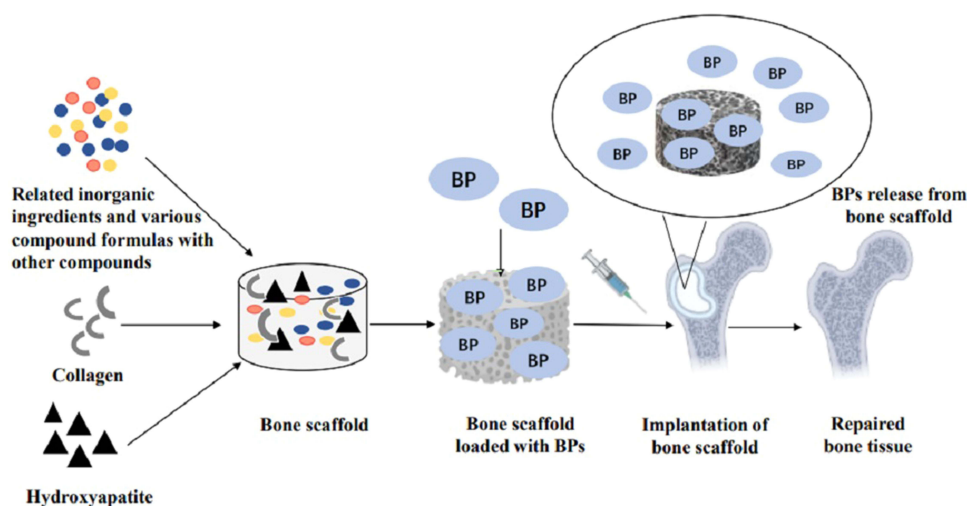 Related inorganic
ingredients and various
compound formulas with
other compounds
Collagen
Hydroxyapatite
Bone scaffold
BP
BP
BP
BP
BP
BP
BP
Bone scaffold
loaded with BPs
BP
BP
BP
BP
BP
BP
BP
BP
BP
BPs release from
bone scaffold
Implantation of
bone scaffold
Repaired
bone tissue